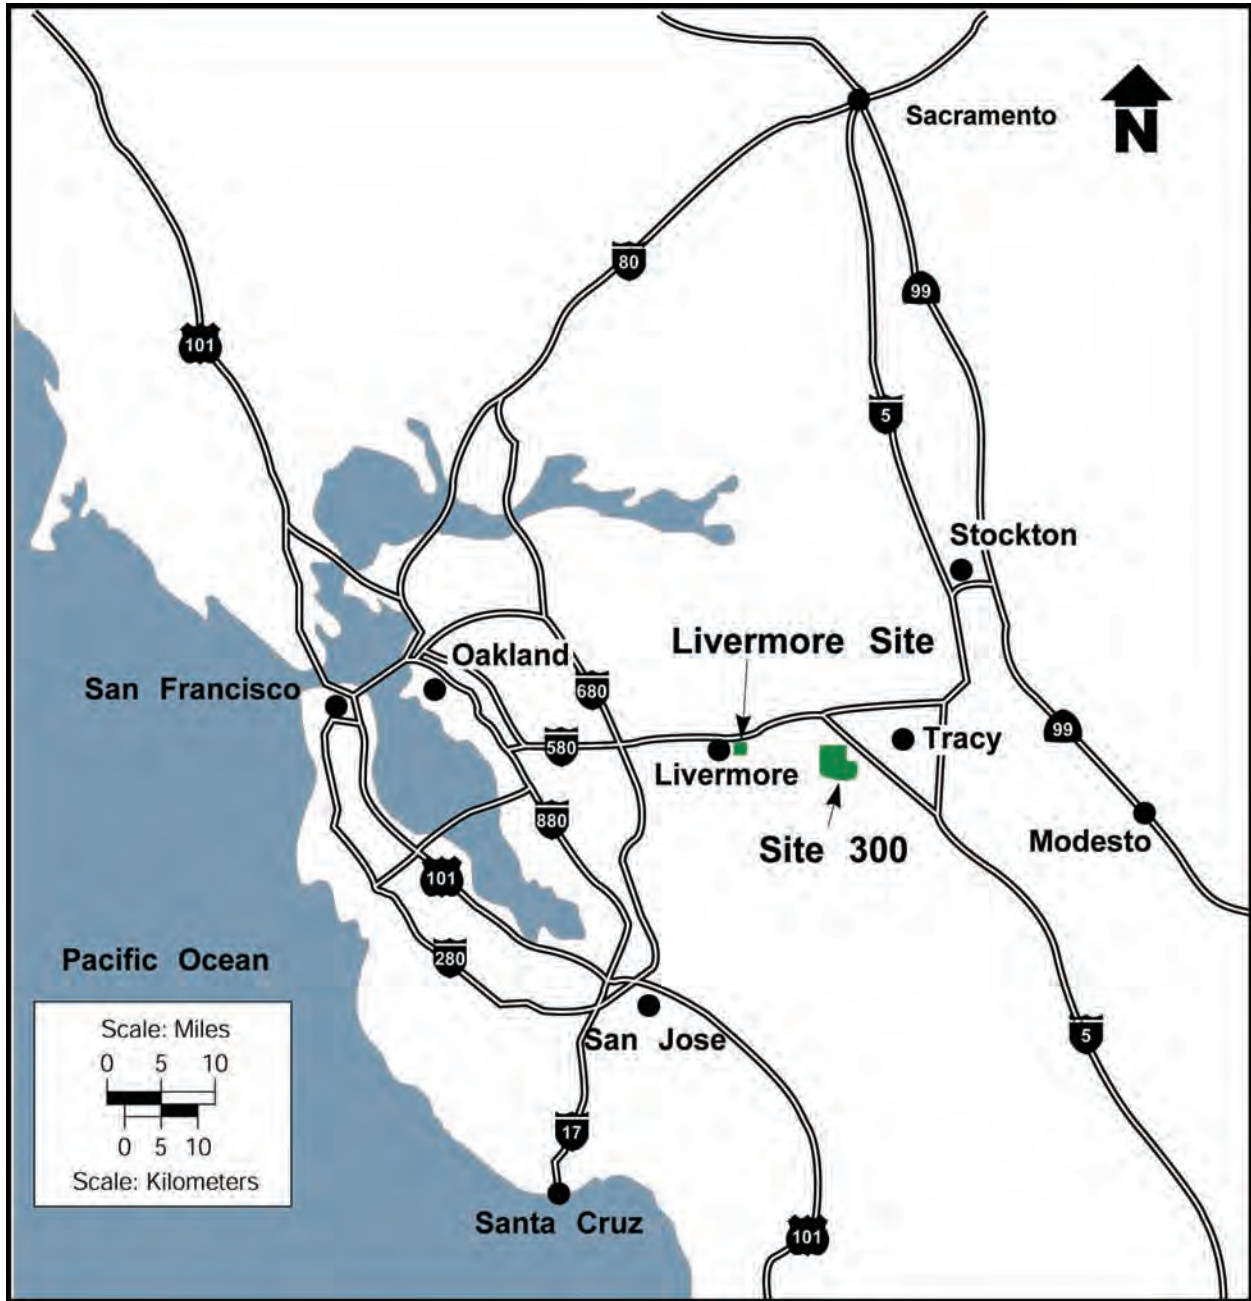 Sacramento
N
80
99
101
5
Stockton
Livermore Site
Oakland
San Francisco
680
580
Tracy
99
Livermore
880
Site 300
Modesto
101
280
Pacific Ocean
Scale: Miles
0 5 10
0 5 10
Scale: Kilometers
5
San Jose
17
Santa Cruz
101